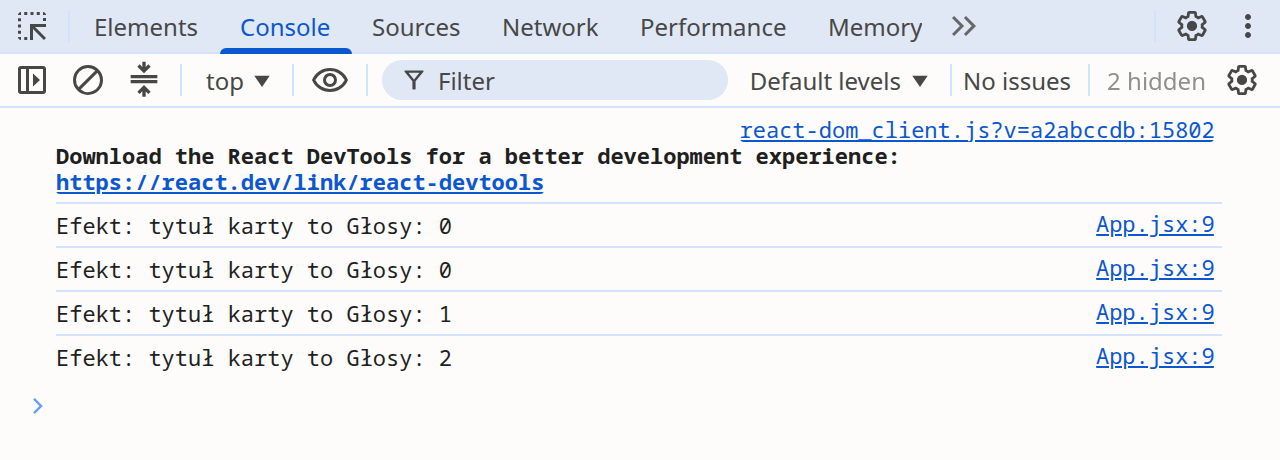 Elements Console Sources Network Performance Memory
top Filter Default levels No issues 2 hidden
react-dom_client.js?v=a2abccdb:15802
Download the React DevTools for a better development experience:
https://react.dev/link/react-devtools
Efekt: tytuł karty to Głosy: 0 App.jsx:9
Efekt: tytuł karty to Głosy: 0 App.jsx:9
Efekt: tytuł karty to Głosy: 1 App.jsx:9
Efekt: tytuł karty to Głosy: 2 App.jsx:9